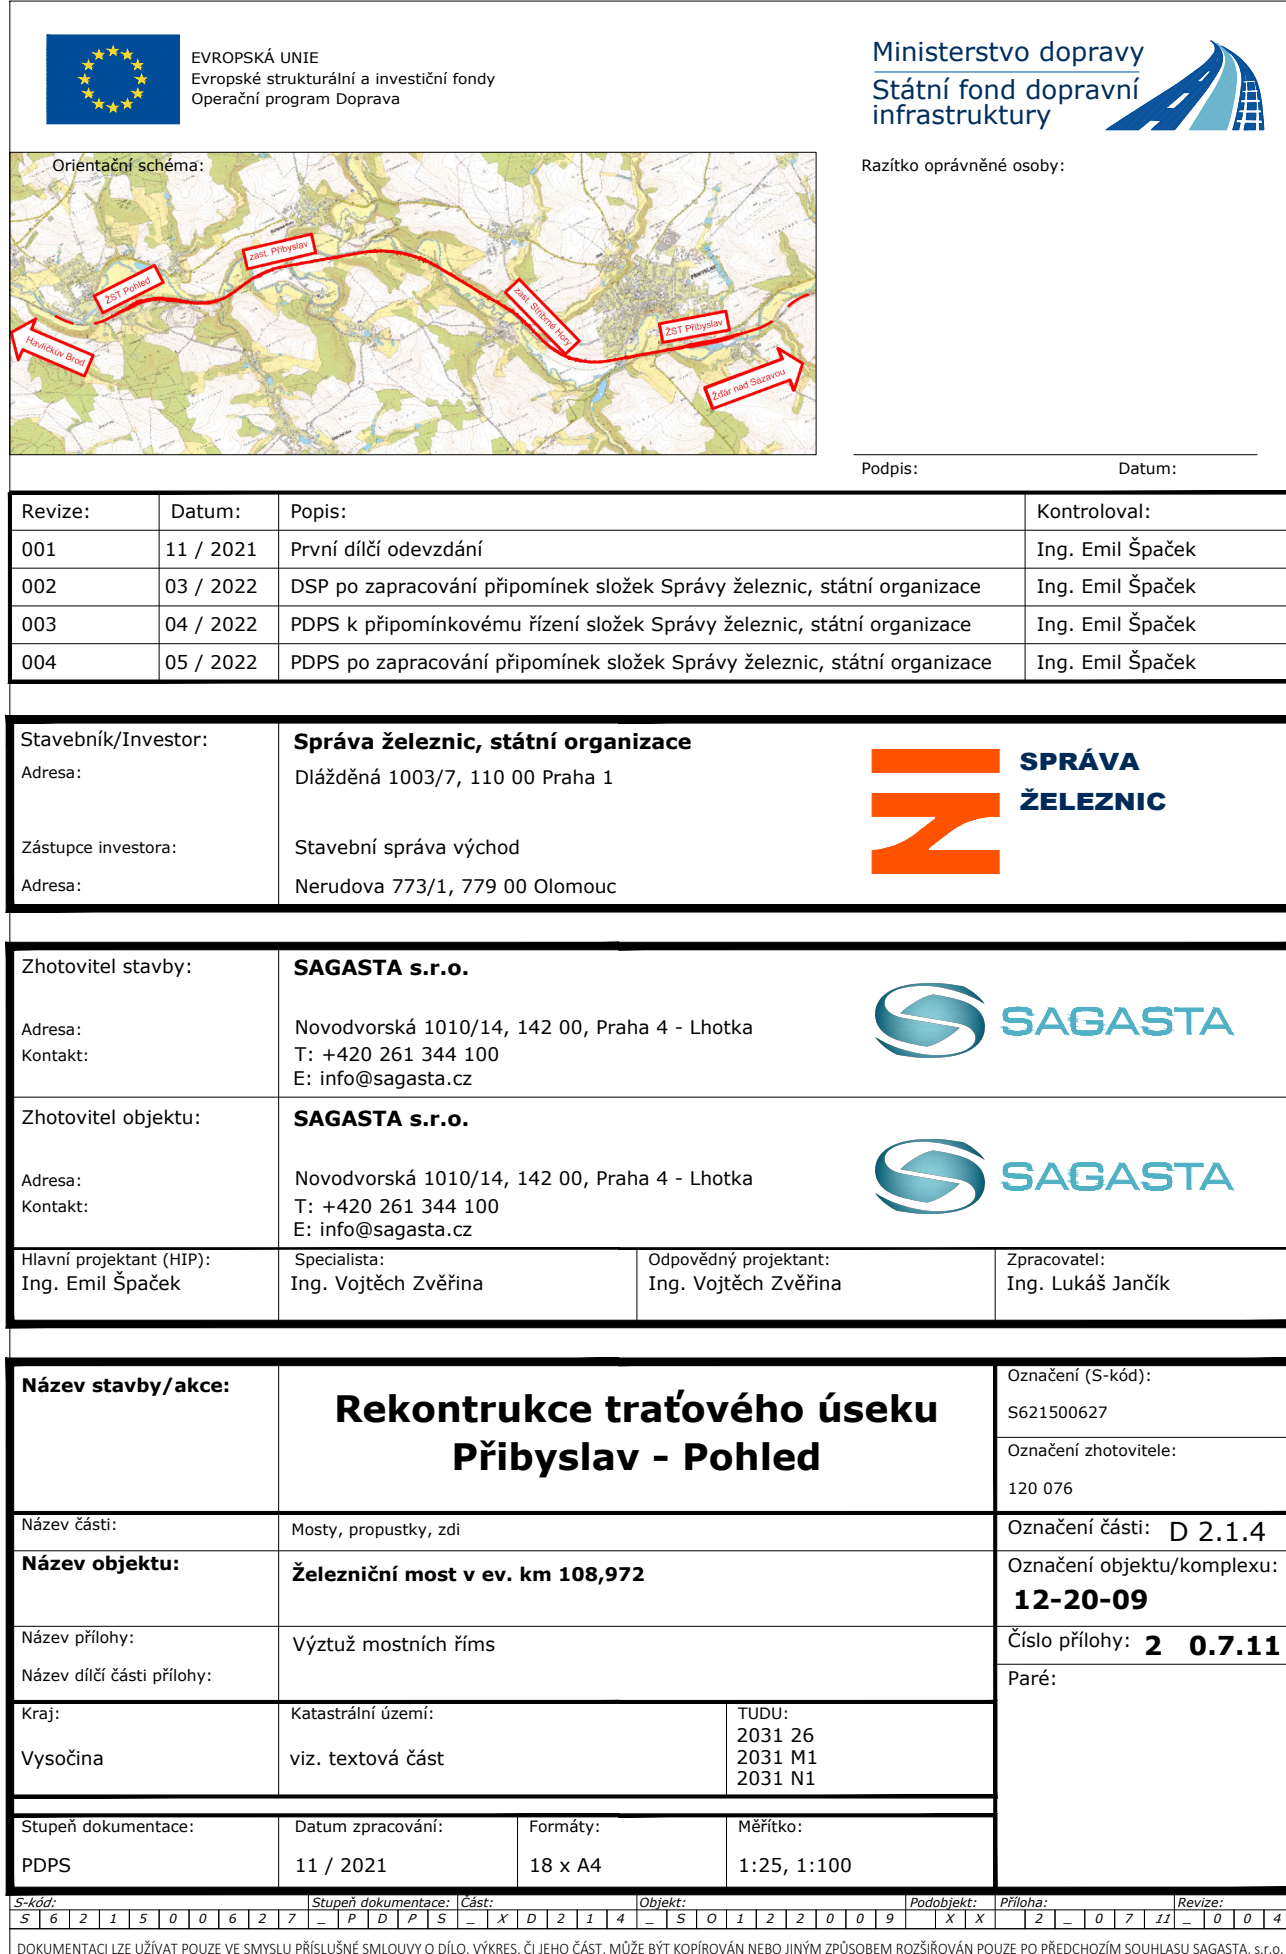 EVROPSKÁ UNIE
Evropské strukturální a investiční fondy
Operační program Doprava
Ministerstvo dopravy
Státní fond dopravní
infrastruktury
Orientační schéma:
ŽST Pohled
zast. Přibyslav
zast. Stříbrné Hory
ŽST Přibyslav
Havlíčkův Brod
Žďár nad Sázavou
Razítko oprávněné osoby:
Podpis: Datum:
Revize: Datum: Popis: Kontroloval:
001 11 / 2021 První dílčí odevzdání Ing. Emil Špaček
002 03 / 2022 DSP po zapracování připomínek složek Správy železnic, státní organizace Ing. Emil Špaček
003 04 / 2022 PDPS k připomínkovému řízení složek Správy železnic, státní organizace Ing. Emil Špaček
004 05 / 2022 PDPS po zapracování připomínek složek Správy železnic, státní organizace Ing. Emil Špaček
Stavebník/Investor: Správa železnic, státní organizace
Adresa: Dlážděná 1003/7, 110 00 Praha 1
Zástupce investora: Stavební správa východ
Adresa: Nerudova 773/1, 779 00 Olomouc
SPRÁVA
ŽELEZNIC
Zhotovitel stavby: SAGASTA s.r.o.
Adresa: Novodvorská 1010/14, 142 00, Praha 4 - Lhotka
Kontakt: T: +420 261 344 100
E: info@sagasta.cz
SAGASTA
Zhotovitel objektu: SAGASTA s.r.o.
Adresa: Novodvorská 1010/14, 142 00, Praha 4 - Lhotka
Kontakt: T: +420 261 344 100
E: info@sagasta.cz
SAGASTA
Hlavní projektant (HIP): Specialista: Odpovědný projektant: Zpracovatel:
Ing. Emil Špaček Ing. Vojtěch Zvěřina Ing. Vojtěch Zvěřina Ing. Lukáš Jančík
Název stavby/akce:
Rekontrukce traťového úseku
Přibyslav - Pohled
Označení (S-kód):
S621500627
Označení zhotovitele:
120 076
Název části: Mosty, propustky, zdi
Označení části: D 2.1.4
Název objektu: Železniční most v ev. km 108,972
Označení objektu/komplexu:
12-20-09
Název přílohy: Výztuž mostních říms
Číslo přílohy: 2 0.7.11
Název dílčí části přílohy:
Paré:
Kraj: Katastrální území: TUDU:
Vysočina viz. textová část
2031 26
2031 M1
2031 N1
Stupeň dokumentace: Datum zpracování: Formáty: Měřítko:
PDPS 11 / 2021 18 x A4 1:25, 1:100
S-kód: Stupeň dokumentace: Část: Objekt: Podobjekt: Příloha: Revize:
S 6 2 1 5 0 0 6 2 7 _ P D P S _ X D 2 1 4 _ S O 1 2 2 0 0 9 X X 2 _ 0 7 11 _ 0 0 4
DOKUMENTACI LZE UŽÍVAT POUZE VE SMYSLU PŘÍSLUŠNÉ SMLOUVY O DÍLO. VÝKRES, ČI JEHO ČÁST, MŮŽE BÝT KOPÍROVÁN NEBO JINÝM ZPŮSOBEM ROZŠIŘOVÁN POUZE PO PŘEDCHOZÍM SOUHLASU SAGASTA, s.r.o.